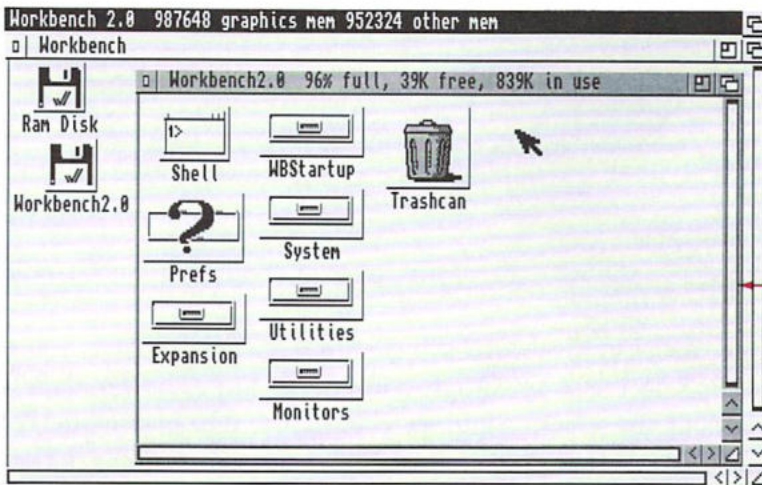 Workbench 2.0 987648 graphics mem 952324 other mem
Workbench
Workbench2.0 96% full, 39K free, 839K in use
Ram Disk
Workbench2.0
1>
Shell
WBStartup
Trashcan
Prefs
System
Expansion
Utilities
Monitors